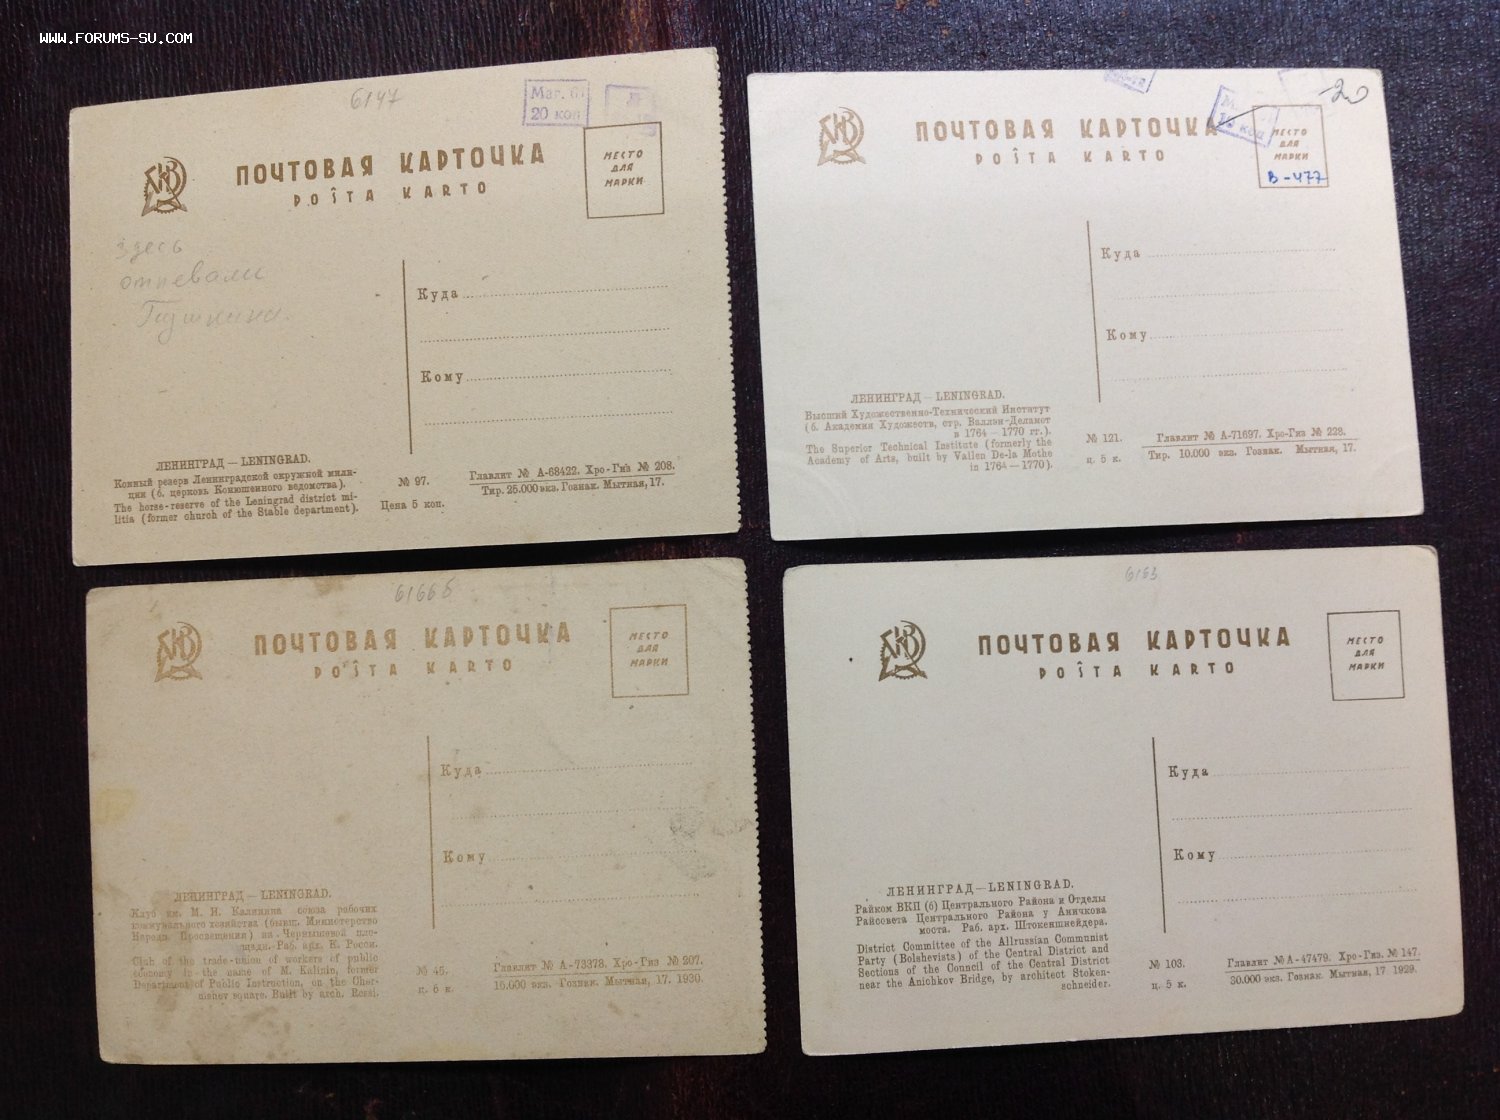 WWW.FORUMS-SU.COM
6147
Маг. 61
20 коп
ПОЧТОВАЯ КАРТОЧКА
POŜTA KARTO
МЕСТО
ДЛЯ
МАРКИ
Здесь
отпевали
Пушкина.
Куда
Кому
ЛЕНИНГРАД — LENINGRAD.
Конный резерв Ленинградской окружной мили-
ции (б. церковь Конюшенного ведомства).
The horse-reserve of the Leningrad district mi-
litia (former church of the Stable department).
№ 97.
Цена 5 коп.
Главлит № А-68422. Хро-Гиз № 208.
Тир. 25.000 экз. Гознак. Мытная, 17.
20
10 коп
ПОЧТОВАЯ КАРТОЧКА
POŜTA KARTO
МЕСТО
ДЛЯ
МАРКИ
В-477
Куда
Кому
ЛЕНИНГРАД — LENINGRAD.
Высший Художественно-Технический Институт
(б. Академия Художеств, стр. Валлэн-Деламот
в 1764 — 1770 гг.).
The Superior Technical Institute (formerly the
Academy of Arts, built by Vallen De-la Mothe
in 1764 — 1770).
№ 121.
ц. 5 к.
Главлит № А-71697. Хро-Гиз № 228.
Тир. 10.000 экз. Гознак. Мытная, 17.
61666
ПОЧТОВАЯ КАРТОЧКА
POŜTA KARTO
МЕСТО
ДЛЯ
МАРКИ
Куда
Кому
ЛЕНИНГРАД — LENINGRAD.
Клуб им. М. И. Калинина союза рабочих
коммунального хозяйства (бывш. Министерство
Народн. Просвещения) на Чернышевой пло-
щади. Раб. арх. К. Росси.
Club of the trade-union of workers of public
economy in the name of M. Kalinin, former
Department of Public Instruction, on the Cher-
nishev square. Built by arch. Rossi.
№ 45.
ц. 5 к.
Главлит № А-73378. Хро-Гиз № 207.
15.000 экз. Гознак. Мытная, 17. 1930.
6163
ПОЧТОВАЯ КАРТОЧКА
POŜTA KARTO
МЕСТО
ДЛЯ
МАРКИ
Куда
Кому
ЛЕНИНГРАД — LENINGRAD.
Райком ВКП (б) Центрального Района и Отделы
Райсовета Центрального Района у Аничкова
моста. Раб. арх. Штокеншнейдера.
District Committee of the Allrussian Communist
Party (Bolshevists) of the Central District and
Sections of the Council of the Central District
near the Anichkov Bridge, by architect Stoken-
schneider.
№ 103.
ц. 5 к.
Главлит № А-47479. Хро-Гиз. № 147.
30.000 экз. Гознак. Мытная, 17 1929.